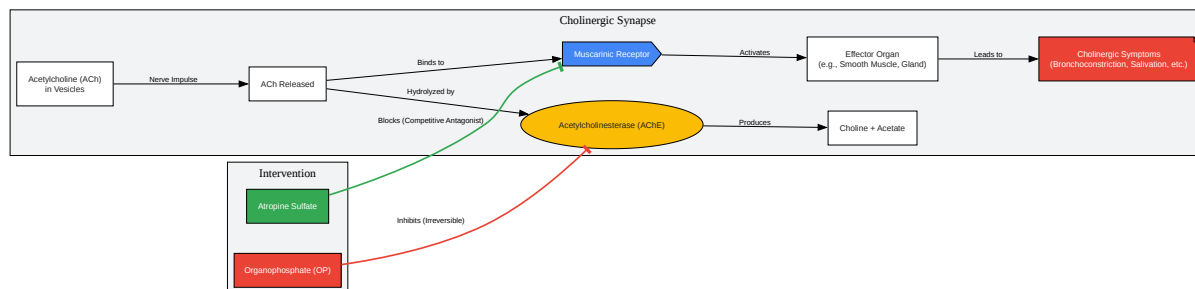 Cholinergic Synapse
Acetylcholine (ACh)
in Vesicles
Nerve Impulse
ACh Released
Binds to
Muscarinic Receptor
Activates
Effector Organ
(e.g., Smooth Muscle, Gland)
Leads to
Cholinergic Symptoms
(Bronchoconstriction, Salivation, etc.)
Hydrolyzed by
Blocks (Competitive Antagonist)
Acetylcholinesterase (AChE)
Produces
Choline + Acetate
Intervention
Atropine Sulfate
Inhibits (Irreversible)
Organophosphate (OP)